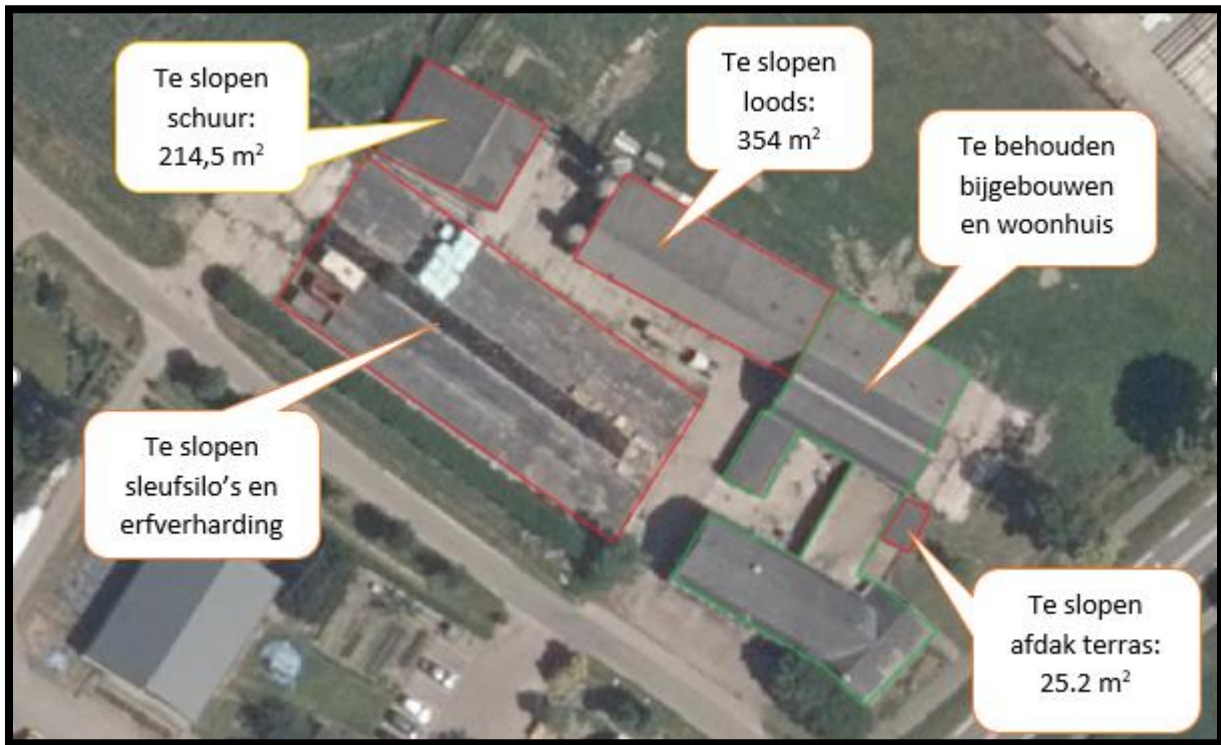 Te slopen
schuur:
214,5 m²
Te slopen
loods:
354 m²
Te behouden
bijgebouwen
en woonhuis
Te slopen
sleufsilo's en
erfverharding
Te slopen
afdak terras:
25.2 m²